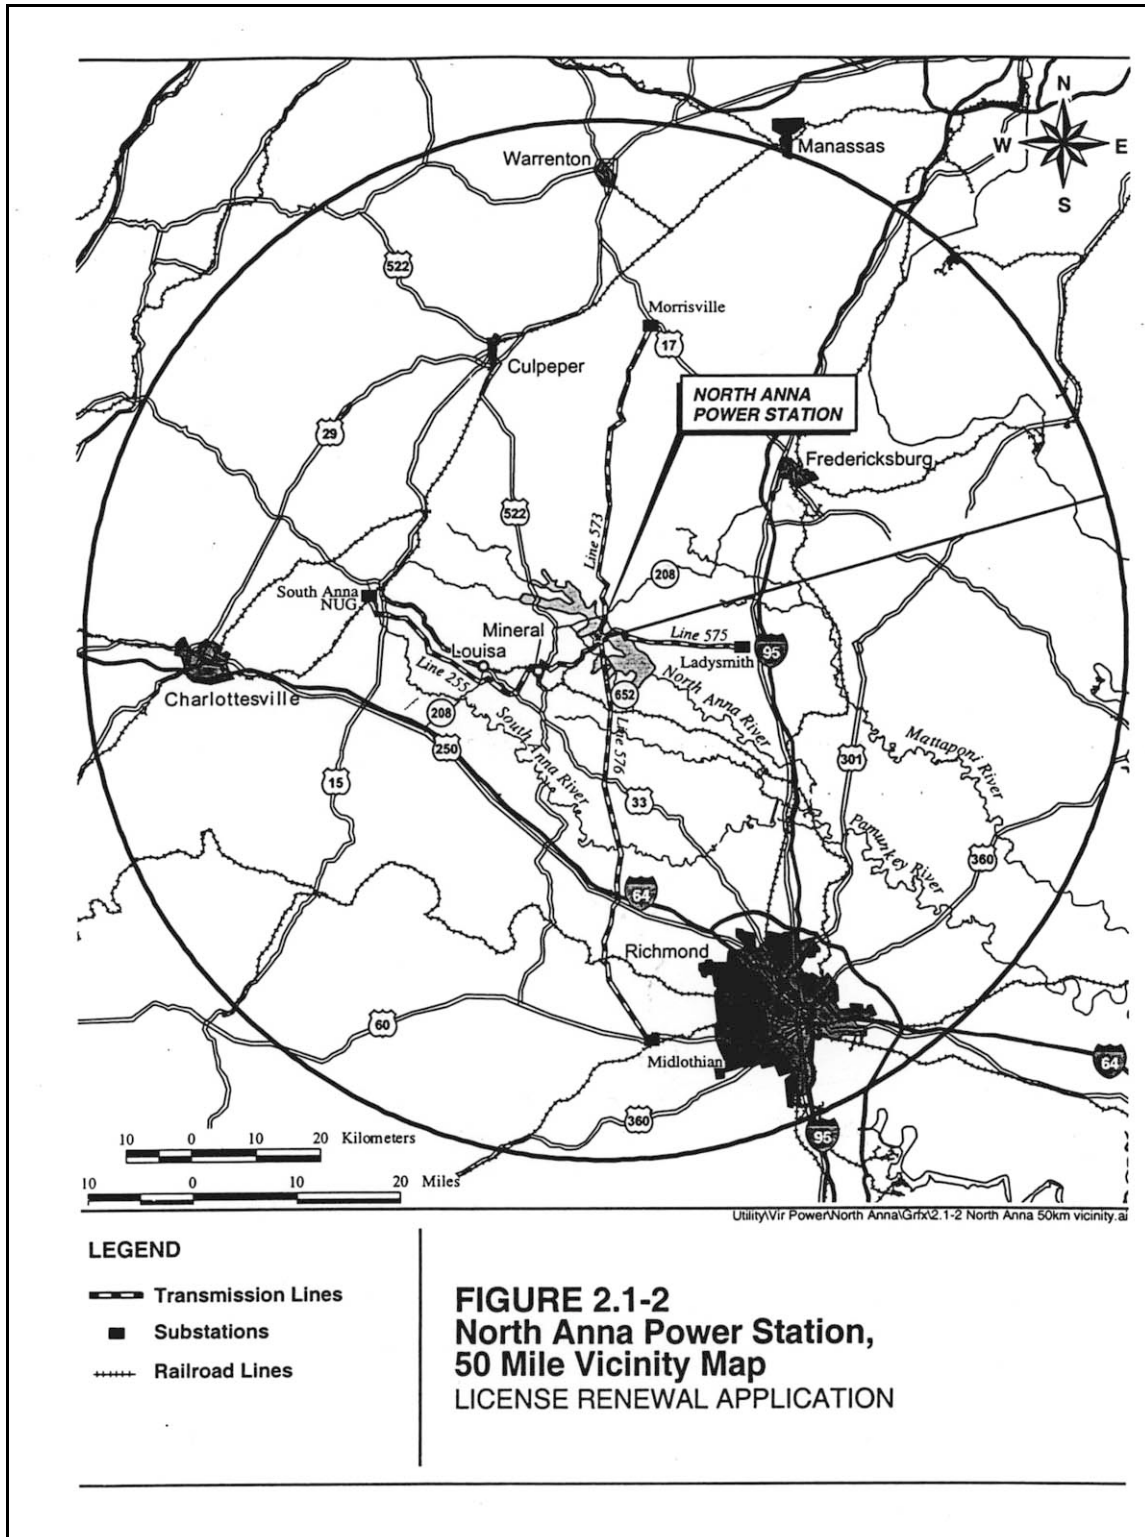 N
Manassas
W
E
Warrenton
S
522
Morrisville
17
Culpeper
NORTH ANNA
POWER STATION
29
Fredericksburg
522
Line 573
208
South Anna
NUG
Mineral
Line 575
Louisa
95
Ladysmith
Line 255
652
North Anna River
Charlottesville
208
South Anna River
Line 576
250
Mattaponi River
301
15
33
Pamunkey River
360
64
Richmond
60
Midlothian
64
360
95
10 0 10 20 Kilometers
10 0 10 20 Miles
Utility\Vir Power\North Anna\Grfx\2.1-2 North Anna 50km vicinity.ai
LEGEND
Transmission Lines
Substations
Railroad Lines
FIGURE 2.1-2
North Anna Power Station,
50 Mile Vicinity Map
LICENSE RENEWAL APPLICATION